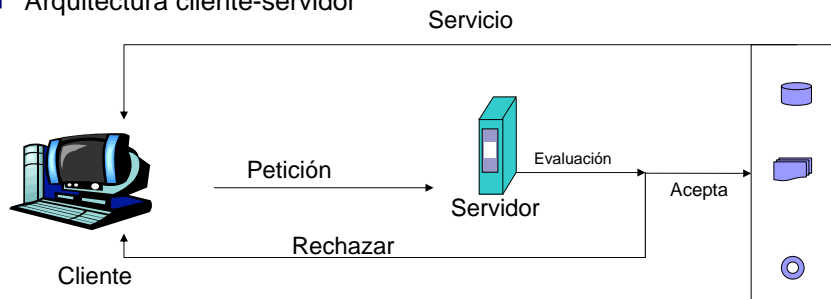 Arquitectura cliente-servidor
Servicio
Petición
Evaluación
Acepta
Servidor
Rechazar
Cliente